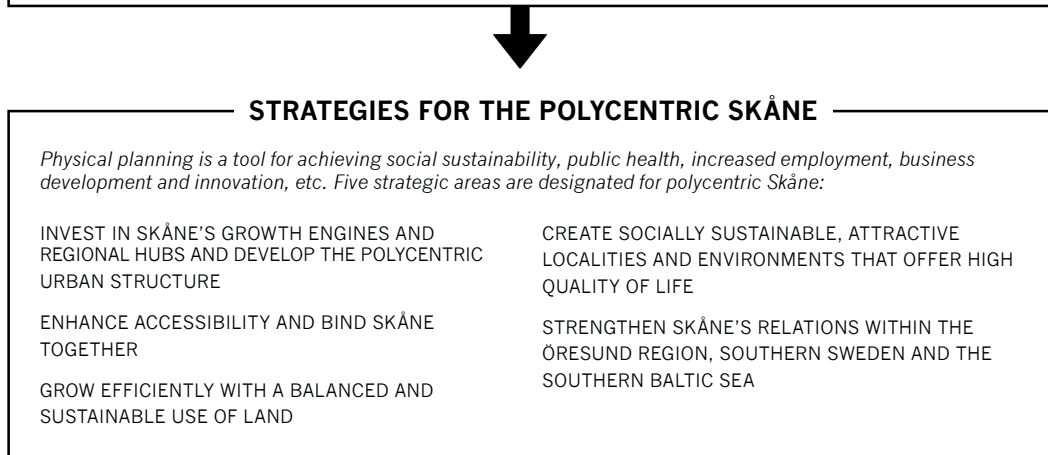 STRATEGIES FOR THE POLYCENTRIC SKÅNE
Physical planning is a tool for achieving social sustainability, public health, increased employment, business
development and innovation, etc. Five strategic areas are designated for polycentric Skåne:
INVEST IN SKÅNE'S GROWTH ENGINES AND
REGIONAL HUBS AND DEVELOP THE POLYCENTRIC
URBAN STRUCTURE
ENHANCE ACCESSIBILITY AND BIND SKÅNE
TOGETHER
GROW EFFICIENTLY WITH A BALANCED AND
SUSTAINABLE USE OF LAND
CREATE SOCIALLY SUSTAINABLE, ATTRACTIVE
LOCALITIES AND ENVIRONMENTS THAT OFFER HIGH
QUALITY OF LIFE
STRENGTHEN SKÅNE'S RELATIONS WITHIN THE
ÖRESUND REGION, SOUTHERN SWEDEN AND THE
SOUTHERN BALTIC SEA